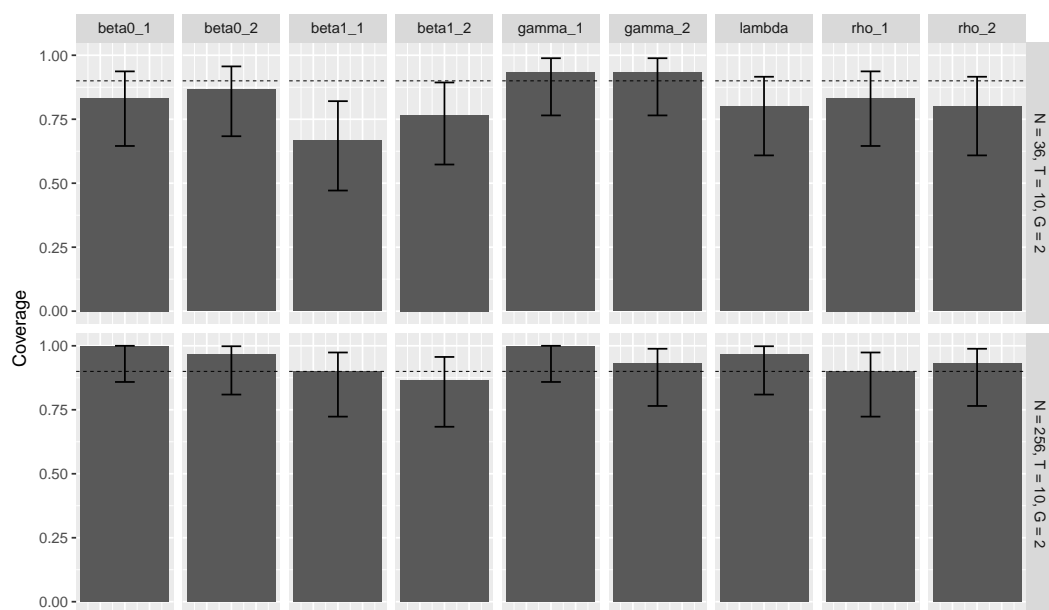 beta0_1 beta0_2 beta1_1 beta1_2 gamma_1 gamma_2 lambda rho_1 rho_2
1.00
0.75
0.50
0.25
0.00
N = 36, T = 10, G = 2
Coverage
1.00
0.75
0.50
0.25
0.00
N = 256, T = 10, G = 2